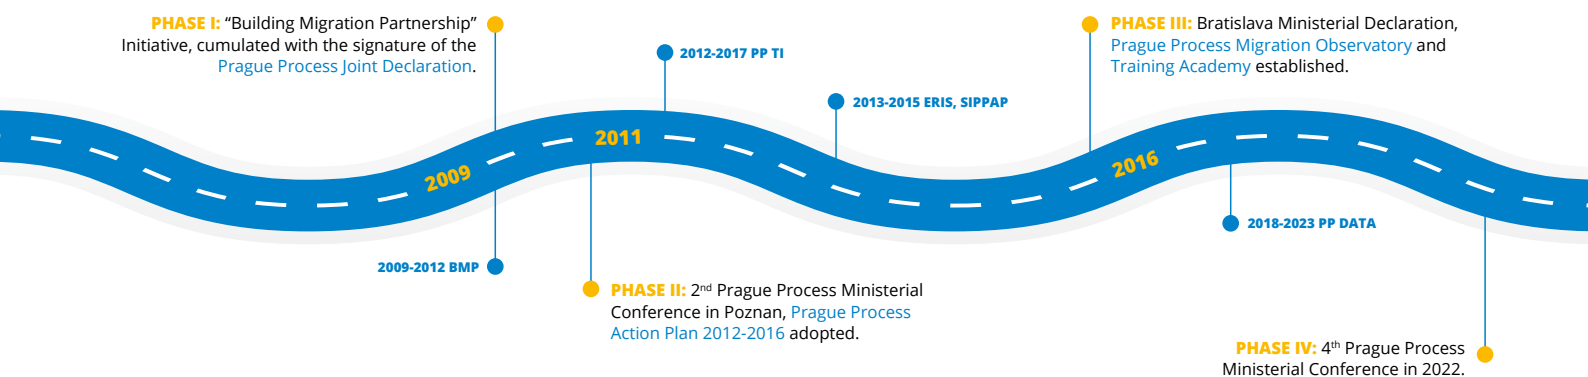 PHASE I: “Building Migration Partnership”
Initiative, cumulated with the signature of the
Prague Process Joint Declaration.
2009
2009-2012 BMP
2011
PHASE II: 2nd Prague Process Ministerial
Conference in Poznan, Prague Process
Action Plan 2012-2016 adopted.
2012-2017 PP TI
2013-2015 ERIS, SIPPAP
PHASE III: Bratislava Ministerial Declaration,
Prague Process Migration Observatory and
Training Academy established.
2016
2018-2023 PP DATA
PHASE IV: 4th Prague Process
Ministerial Conference in 2022.